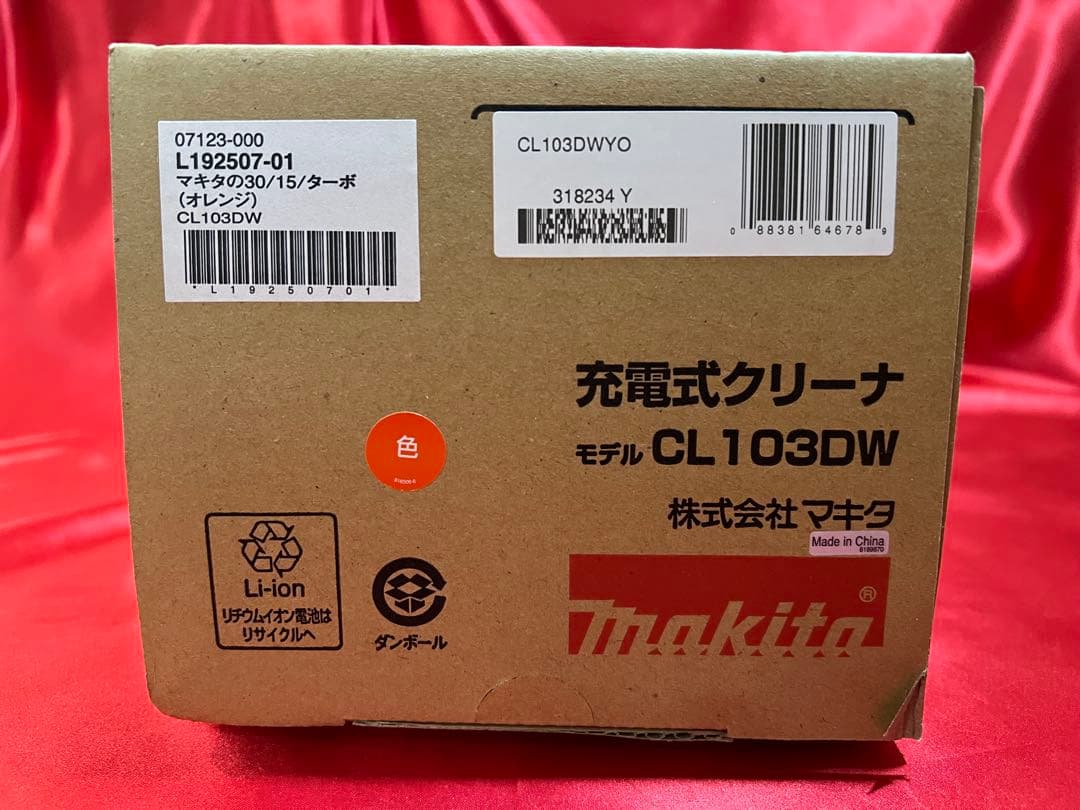 07123-000
L192507-01
マキタの30/15/ターボ
(オレンジ)
CL103DW
*L19250701*
CL103DWYO
318234 Y
0 88381 64678 9
充電式クリーナ
モデル CL103DW
株式会社マキタ
Made in China
色
Li-ion
リチウムイオン電池は
リサイクルへ
ダンボール
makita®